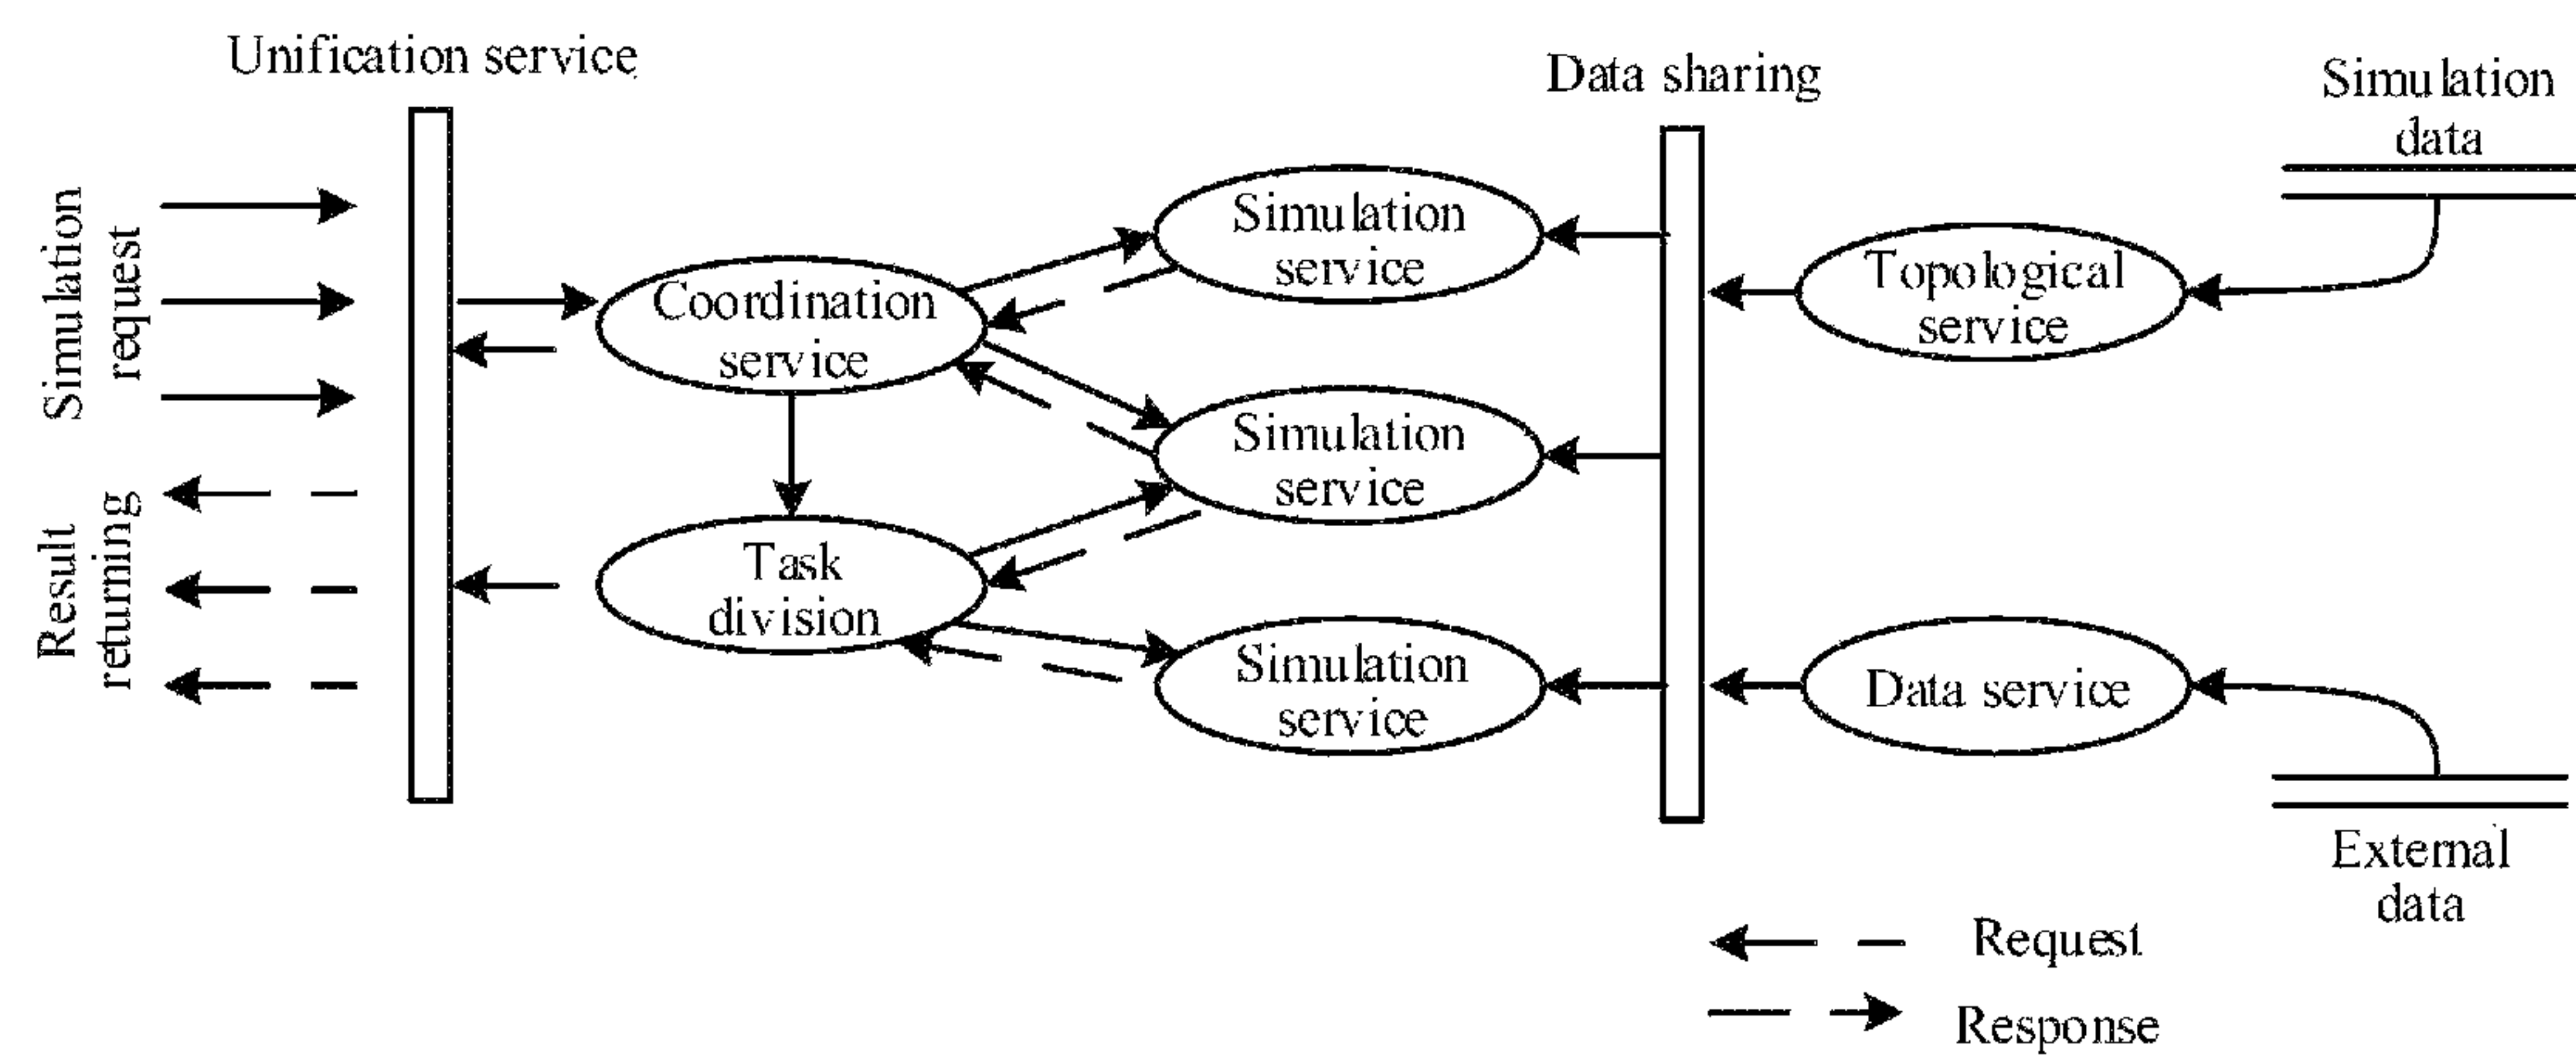 Unification service
Data sharing
Simulation
data
Simulation
request
Result
returning
Coordination
service
Task
division
Simulation
service
Simulation
service
Simulation
service
Topological
service
Data service
External
data
Request
Response